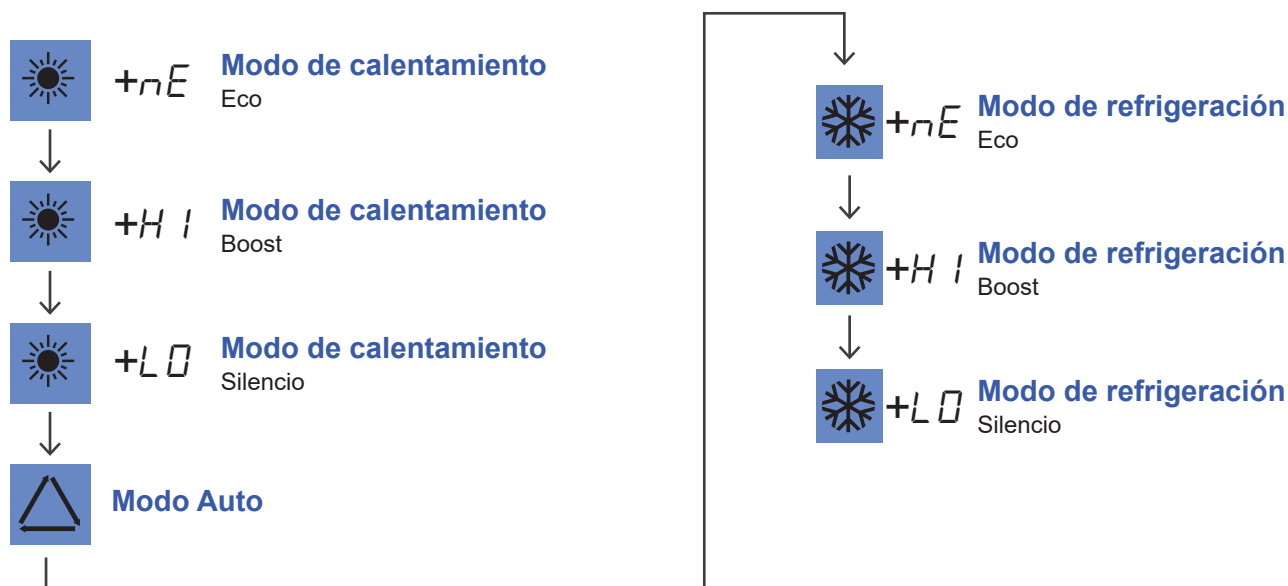 +nE Modo de calentamiento
Eco
+HI Modo de calentamiento
Boost
+LO Modo de calentamiento
Silencio
Modo Auto
+nE Modo de refrigeración
Eco
+HI Modo de refrigeración
Boost
+LO Modo de refrigeración
Silencio